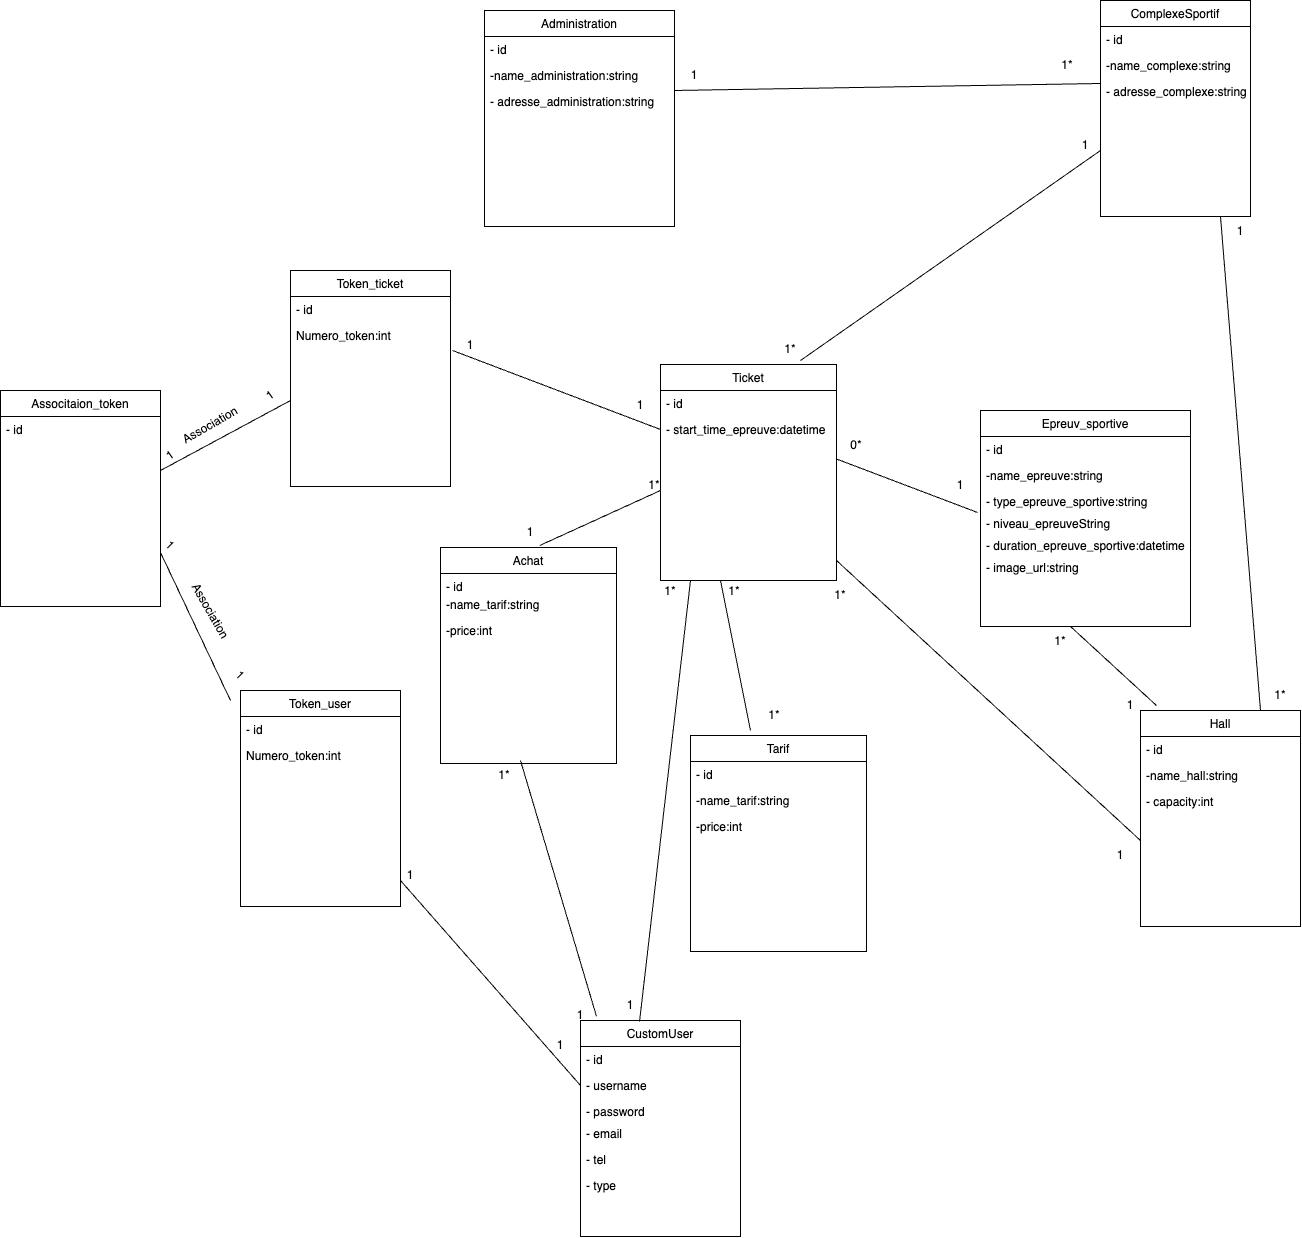 Administration
- id
-name_administration:string
- adresse_administration:string
ComplexeSportif
- id
-name_complexe:string
- adresse_complexe:string
1
1*
1
1
Token_ticket
- id
Numero_token:int
1
1
1*
Ticket
- id
- start_time_epreuve:datetime
Associtaion_token
- id
1
Association
1
1
Association
1
0*
1
Epreuv_sportive
- id
-name_epreuve:string
- type_epreuve_sportive:string
- niveau_epreuveString
- duration_epreuve_sportive:datetime
- image_url:string
1*
1
Achat
- id
-name_tarif:string
-price:int
1*
1*
1*
1*
1*
1
1*
Hall
- id
-name_hall:string
- capacity:int
1
Token_user
- id
Numero_token:int
1
1*
Tarif
- id
-name_tarif:string
-price:int
1
1
1
CustomUser
- id
- username
- password
- email
- tel
- type